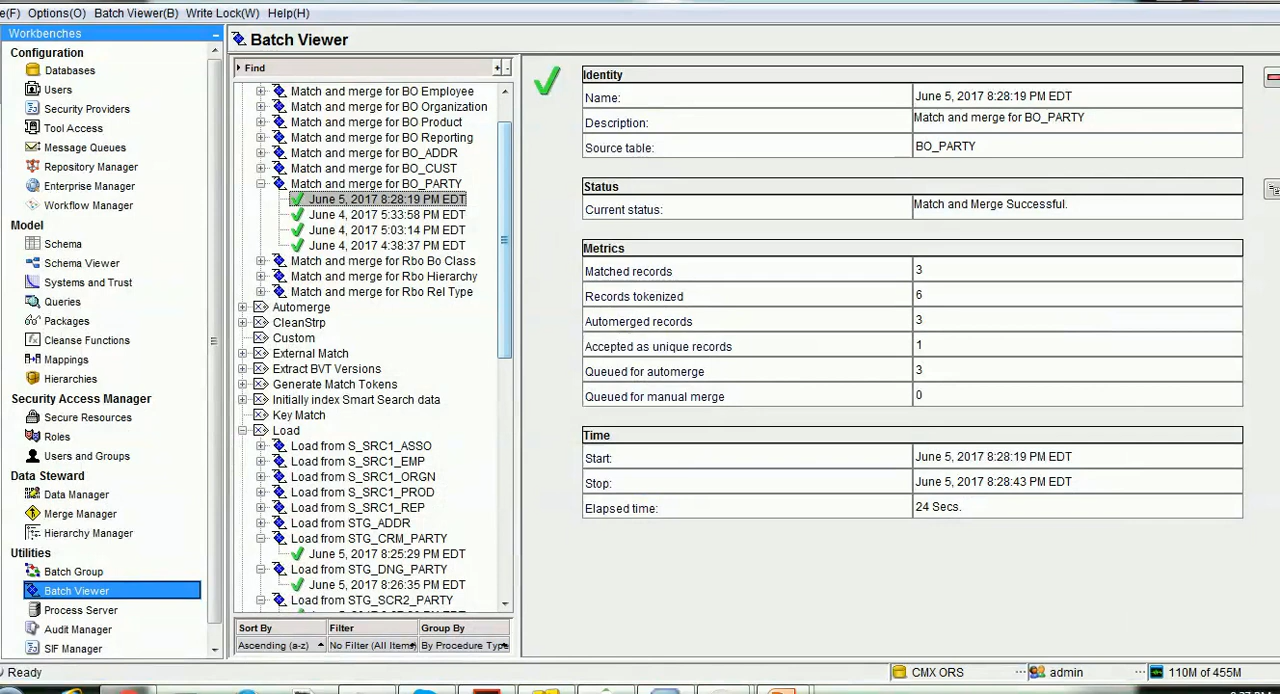 e(F) Options(O) Batch Viewer(B) Write Lock(W) Help(H)
Workbenches
Configuration
Databases
Users
Security Providers
Tool Access
Message Queues
Repository Manager
Enterprise Manager
Workflow Manager
Model
Schema
Schema Viewer
Systems and Trust
Queries
Packages
Cleanse Functions
Mappings
Hierarchies
Security Access Manager
Secure Resources
Roles
Users and Groups
Data Steward
Data Manager
Merge Manager
Hierarchy Manager
Utilities
Batch Group
Batch Viewer
Process Server
Audit Manager
SIF Manager
Batch Viewer
Find
Match and merge for BO Employee
Match and merge for BO Organization
Match and merge for BO Product
Match and merge for BO Reporting
Match and merge for BO_ADDR
Match and merge for BO_CUST
Match and merge for BO_PARTY
June 5, 2017 8:28:19 PM EDT
June 4, 2017 5:33:58 PM EDT
June 4, 2017 5:03:14 PM EDT
June 4, 2017 4:38:37 PM EDT
Match and merge for Rbo Bo Class
Match and merge for Rbo Hierarchy
Match and merge for Rbo Rel Type
Automerge
CleanStrp
Custom
External Match
Extract BVT Versions
Generate Match Tokens
Initially index Smart Search data
Key Match
Load
Load from S_SRC1_ASSO
Load from S_SRC1_EMP
Load from S_SRC1_ORGN
Load from S_SRC1_PROD
Load from S_SRC1_REP
Load from STG_ADDR
Load from STG_CRM_PARTY
June 5, 2017 8:25:29 PM EDT
Load from STG_DNG_PARTY
June 5, 2017 8:26:35 PM EDT
Load from STG_SCR2_PARTY
Sort By Filter Group By
Ascending (a-z) No Filter (All Items) By Procedure Type
Identity
Name: June 5, 2017 8:28:19 PM EDT
Description: Match and merge for BO_PARTY
Source table: BO_PARTY
Status
Current status: Match and Merge Successful.
Metrics
Matched records 3
Records tokenized 6
Automerged records 3
Accepted as unique records 1
Queued for automerge 3
Queued for manual merge 0
Time
Start: June 5, 2017 8:28:19 PM EDT
Stop: June 5, 2017 8:28:43 PM EDT
Elapsed time: 24 Secs.
Ready CMX ORS admin 110M of 455M